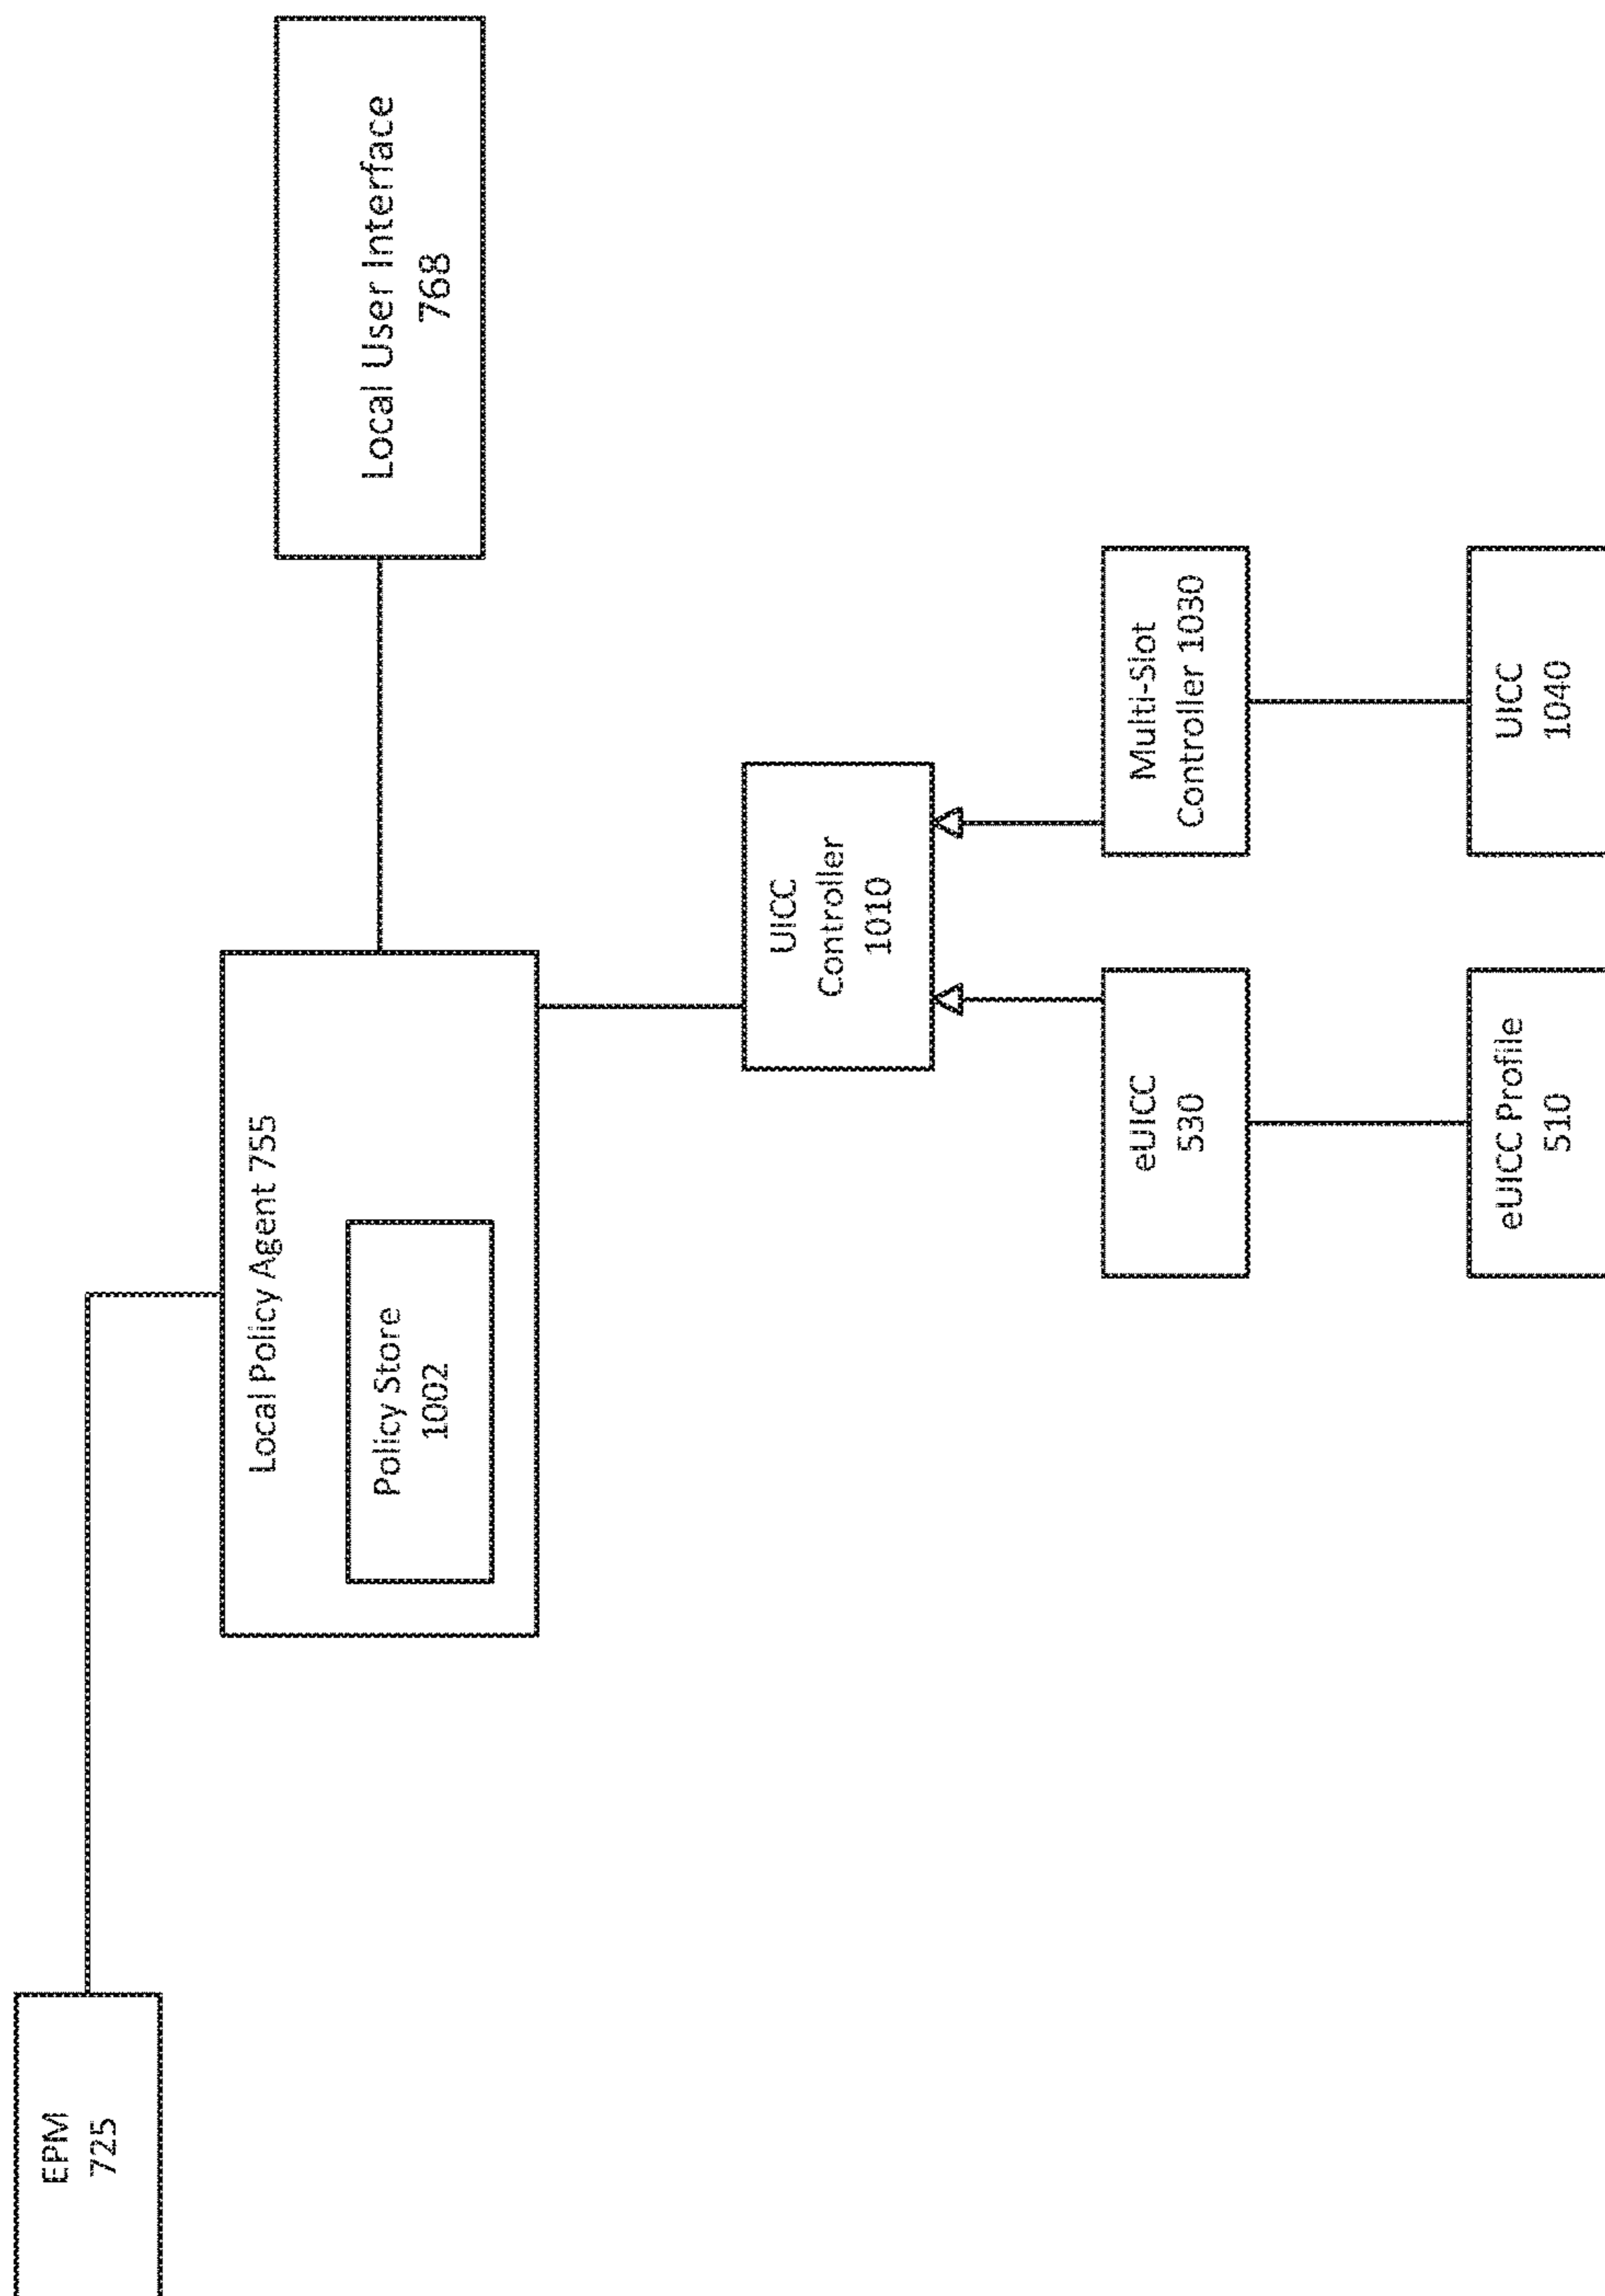 EPM
725
Local Policy Agent 755
Policy Store
1002
Local User Interface
768
UICC
Controller
1010
eUICC
530
Multi-Slot
Controller 1030
eUICC Profile
510
UICC
1040